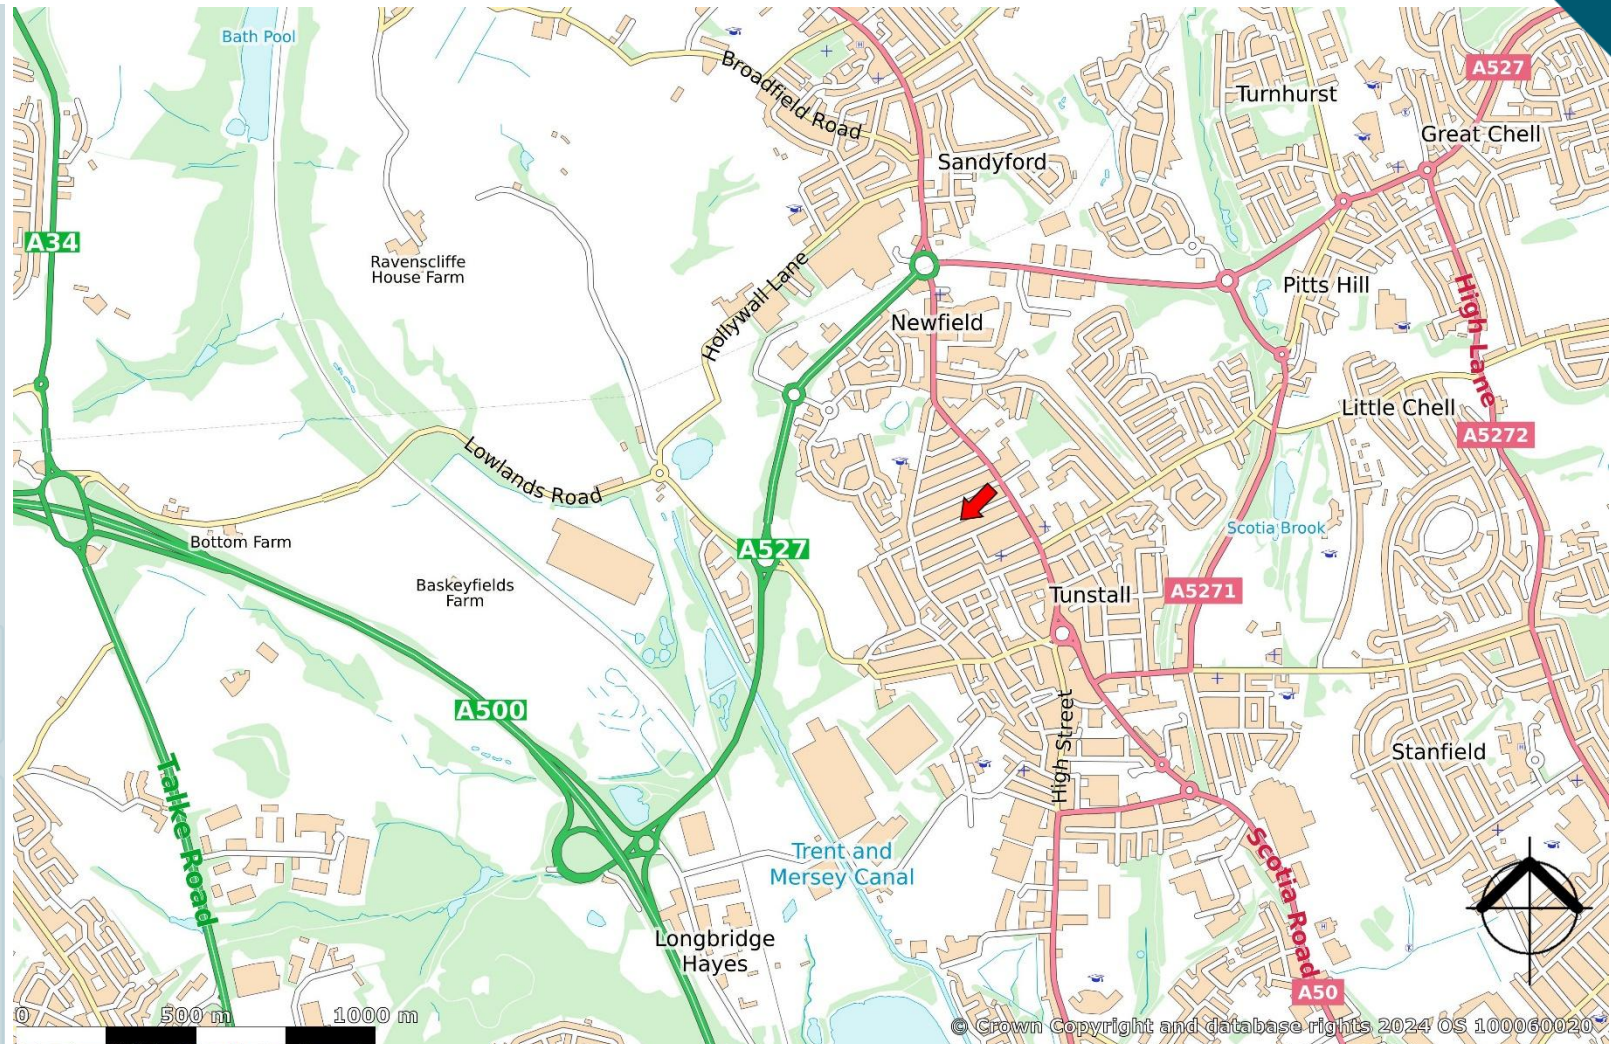 Bath Pool
Broadfield Road
A527
Turnhurst
Great Chell
Sandyford
A34
Ravenscliffe
House Farm
Hollywall Lane
Pitts Hill
High Lane
Newfield
Little Chell
A5272
Lowlands Road
Scotia Brook
Bottom Farm
A527
Baskeyfields
Farm
Tunstall
A5271
A500
High Street
Stanfield
Talke Road
Trent and
Mersey Canal
Scotia Road
Longbridge
Hayes
A50
0 500 m 1000 m
© Crown Copyright and database rights 2024 OS 100060020